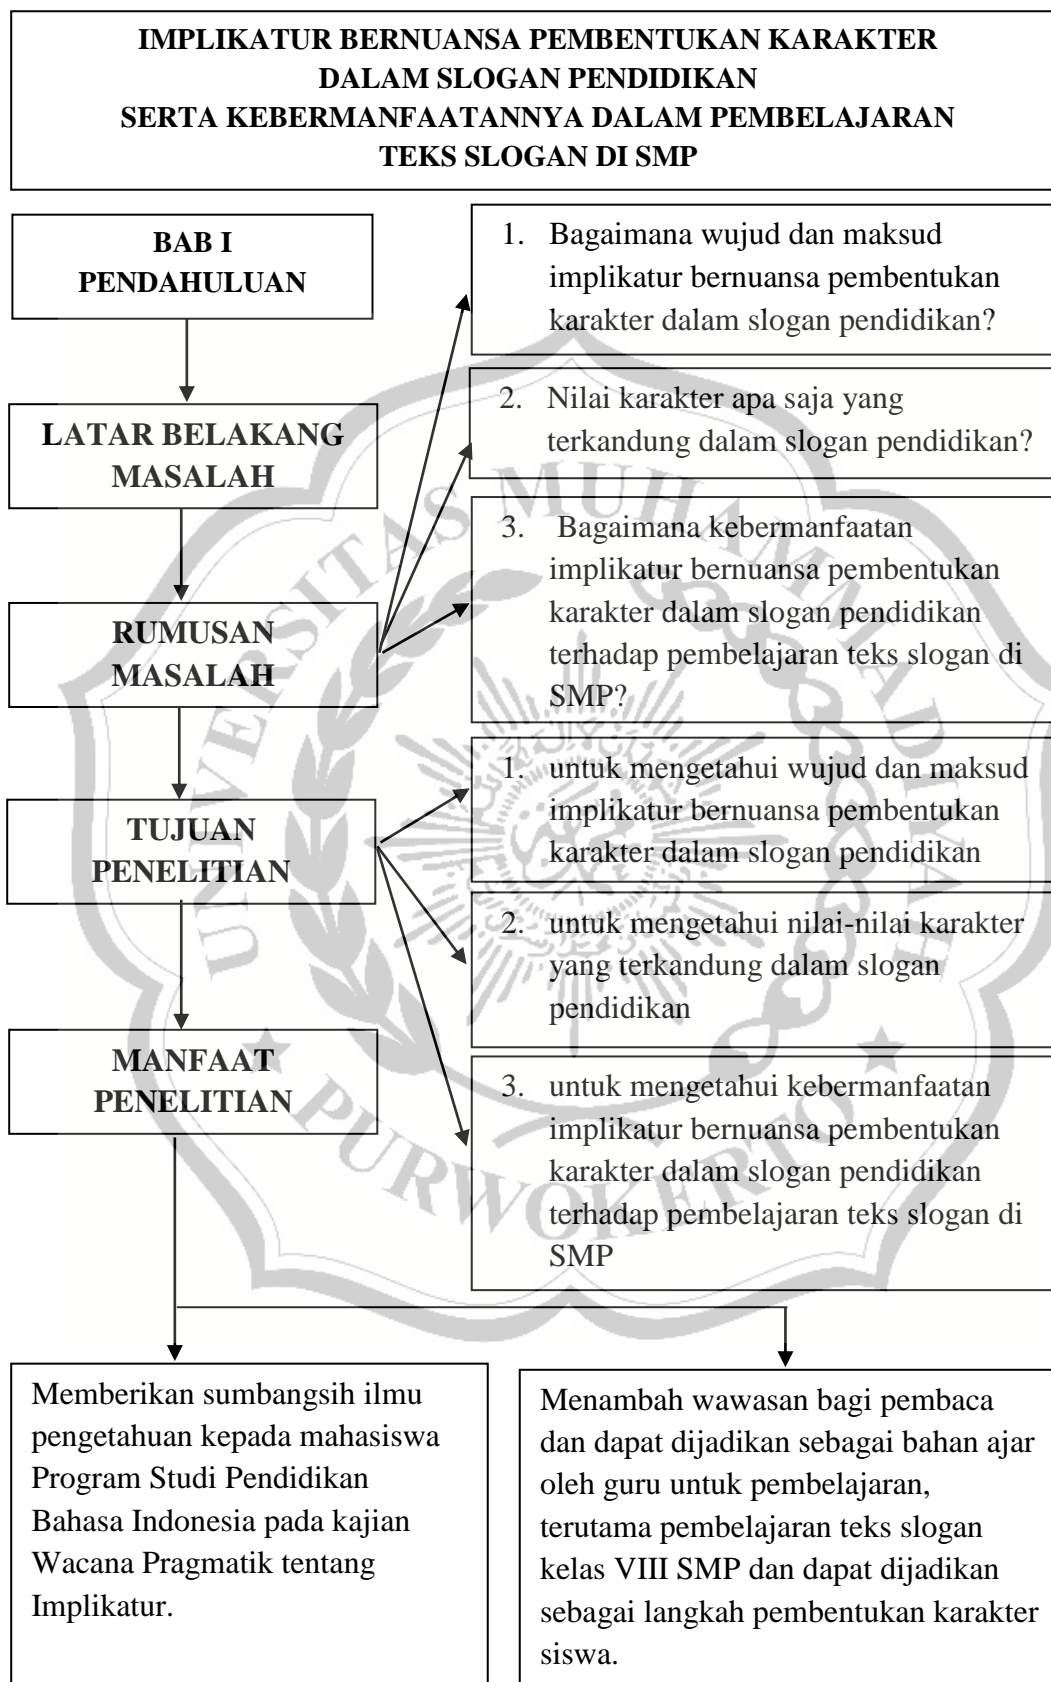 IMPLIKATUR BERNUANSA PEMBENTUKAN KARAKTER
DALAM SLOGAN PENDIDIKAN
SERTA KEBERMANFAATANNYA DALAM PEMBELAJARAN
TEKS SLOGAN DI SMP
BAB I
PENDAHULUAN
1. Bagaimana wujud dan maksud
implikatur bernuansa pembentukan
karakter dalam slogan pendidikan?
LATAR BELAKANG
MASALAH
2. Nilai karakter apa saja yang
terkandung dalam slogan pendidikan?
RUMUSAN
MASALAH
3. Bagaimana kebermanfaatan
implikatur bernuansa pembentukan
karakter dalam slogan pendidikan
terhadap pembelajaran teks slogan di
SMP?
TUJUAN
PENELITIAN
1. untuk mengetahui wujud dan maksud
implikatur bernuansa pembentukan
karakter dalam slogan pendidikan
2. untuk mengetahui nilai-nilai karakter
yang terkandung dalam slogan
pendidikan
MANFAAT
PENELITIAN
3. untuk mengetahui kebermanfaatan
implikatur bernuansa pembentukan
karakter dalam slogan pendidikan
terhadap pembelajaran teks slogan di
SMP
Memberikan sumbangsih ilmu
pengetahuan kepada mahasiswa
Program Studi Pendidikan
Bahasa Indonesia pada kajian
Wacana Pragmatik tentang
Implikatur.
Menambah wawasan bagi pembaca
dan dapat dijadikan sebagai bahan ajar
oleh guru untuk pembelajaran,
terutama pembelajaran teks slogan
kelas VIII SMP dan dapat dijadikan
sebagai langkah pembentukan karakter
siswa.
UNIVERSITAS MUHAMMADIYAH
PURWOKERTO